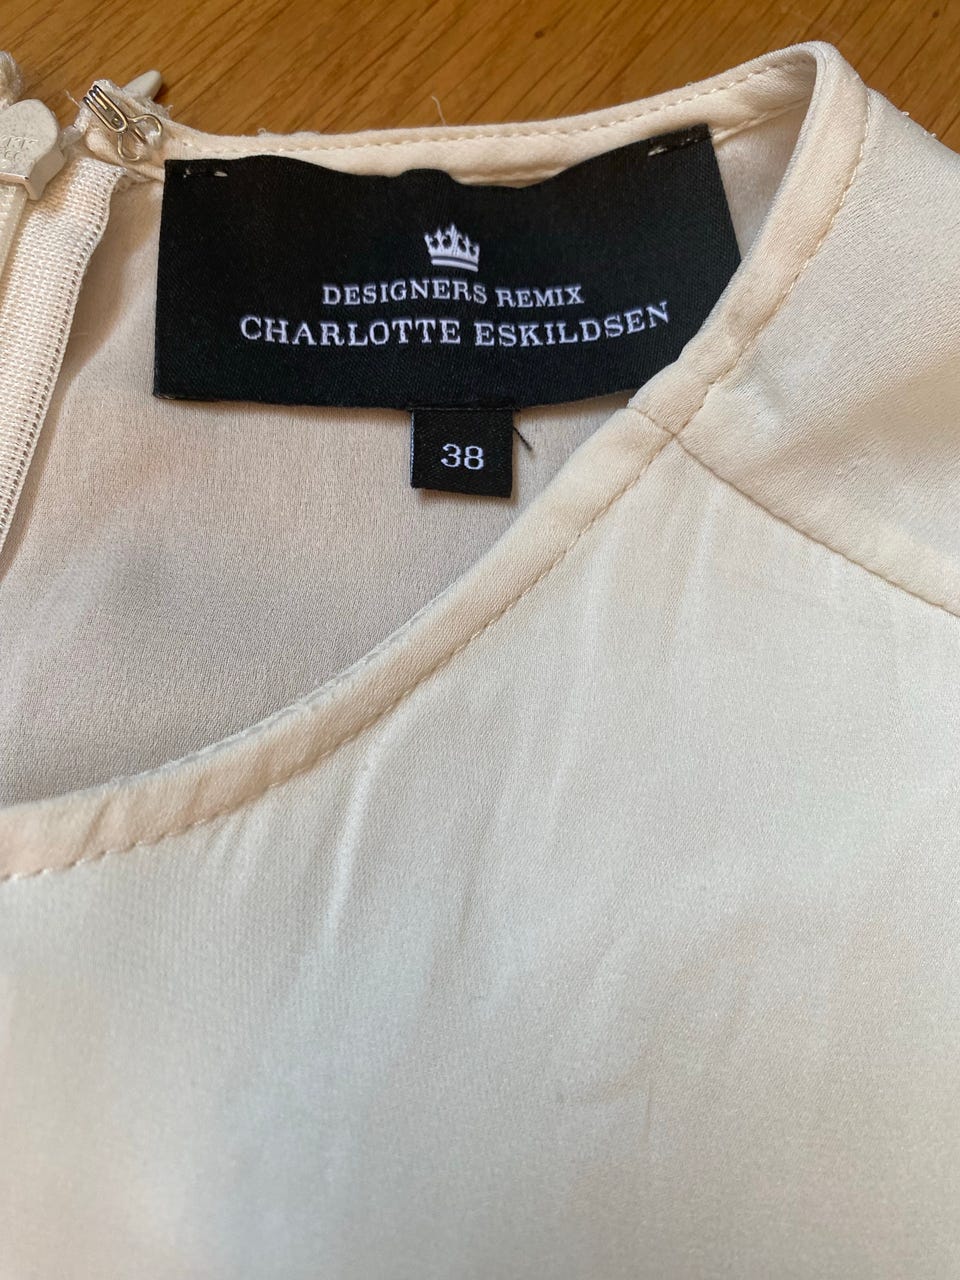 DESIGNERS REMIX
CHARLOTTE ESKILDSEN
38